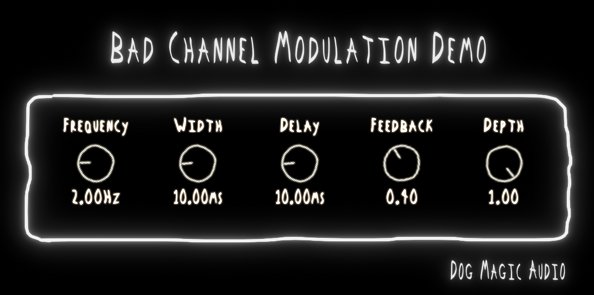 Bad Channel Modulation Demo
Frequency Width Delay Feedback Depth
2.00Hz 10.00ms 10.00ms 0.40 1.00
Dog Magic Audio